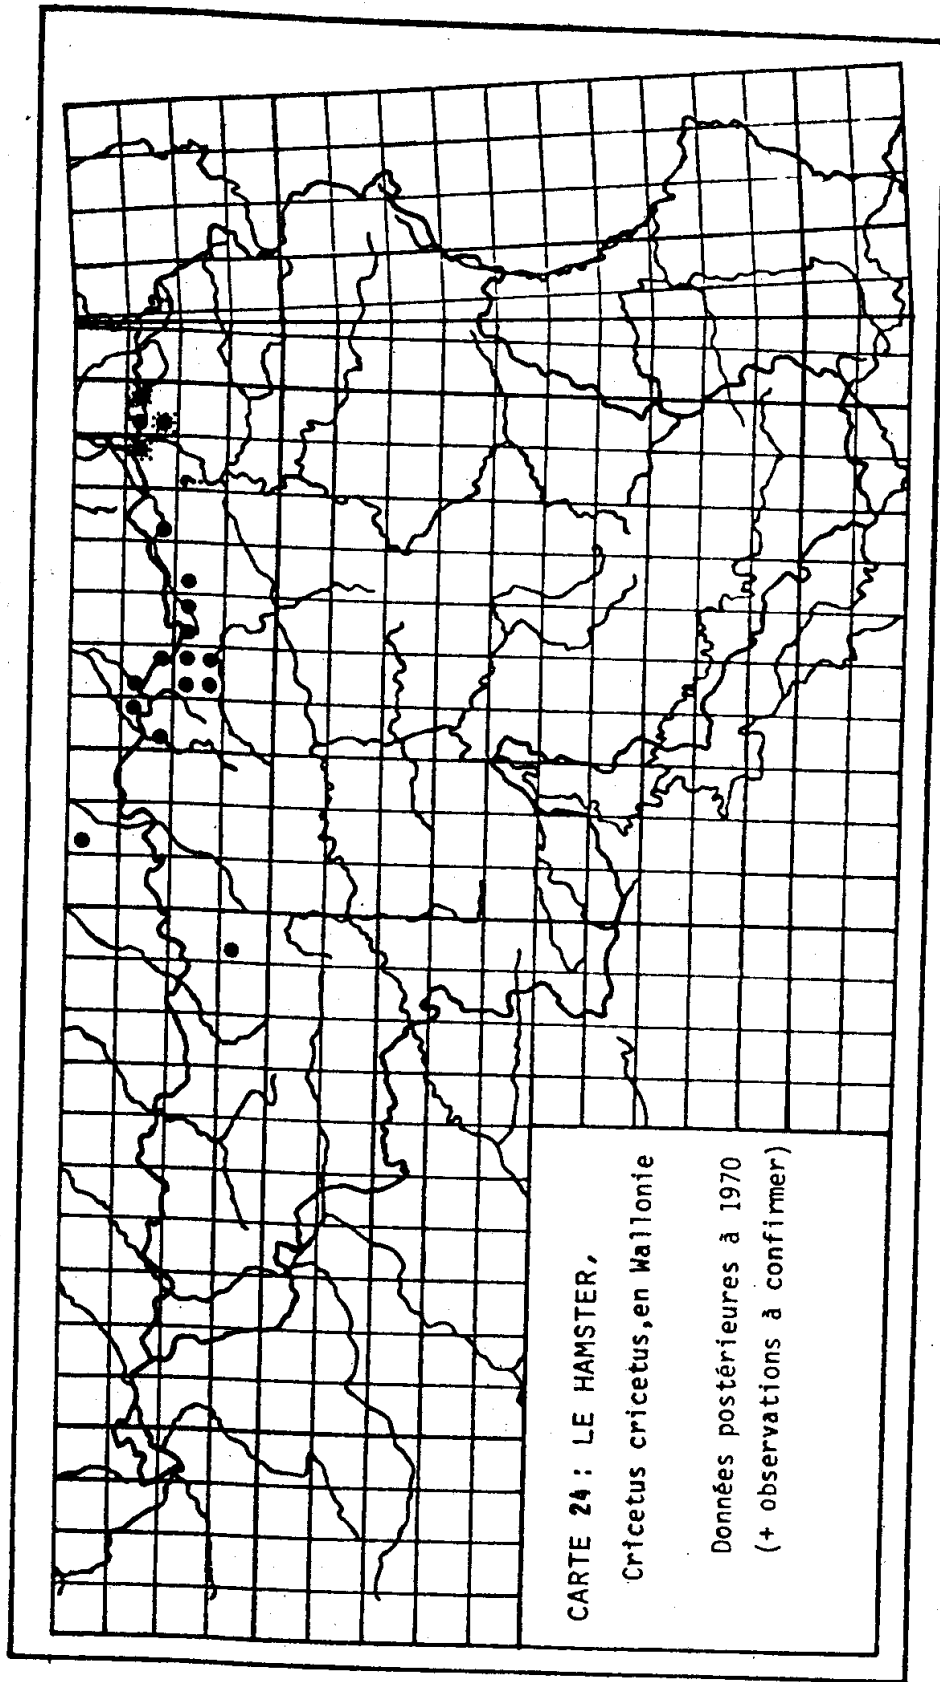 CARTE 24 : LE HAMSTER,
Cricetus cricetus, en Wallonie
Données postérieures à 1970
(+ observations à confirmer)